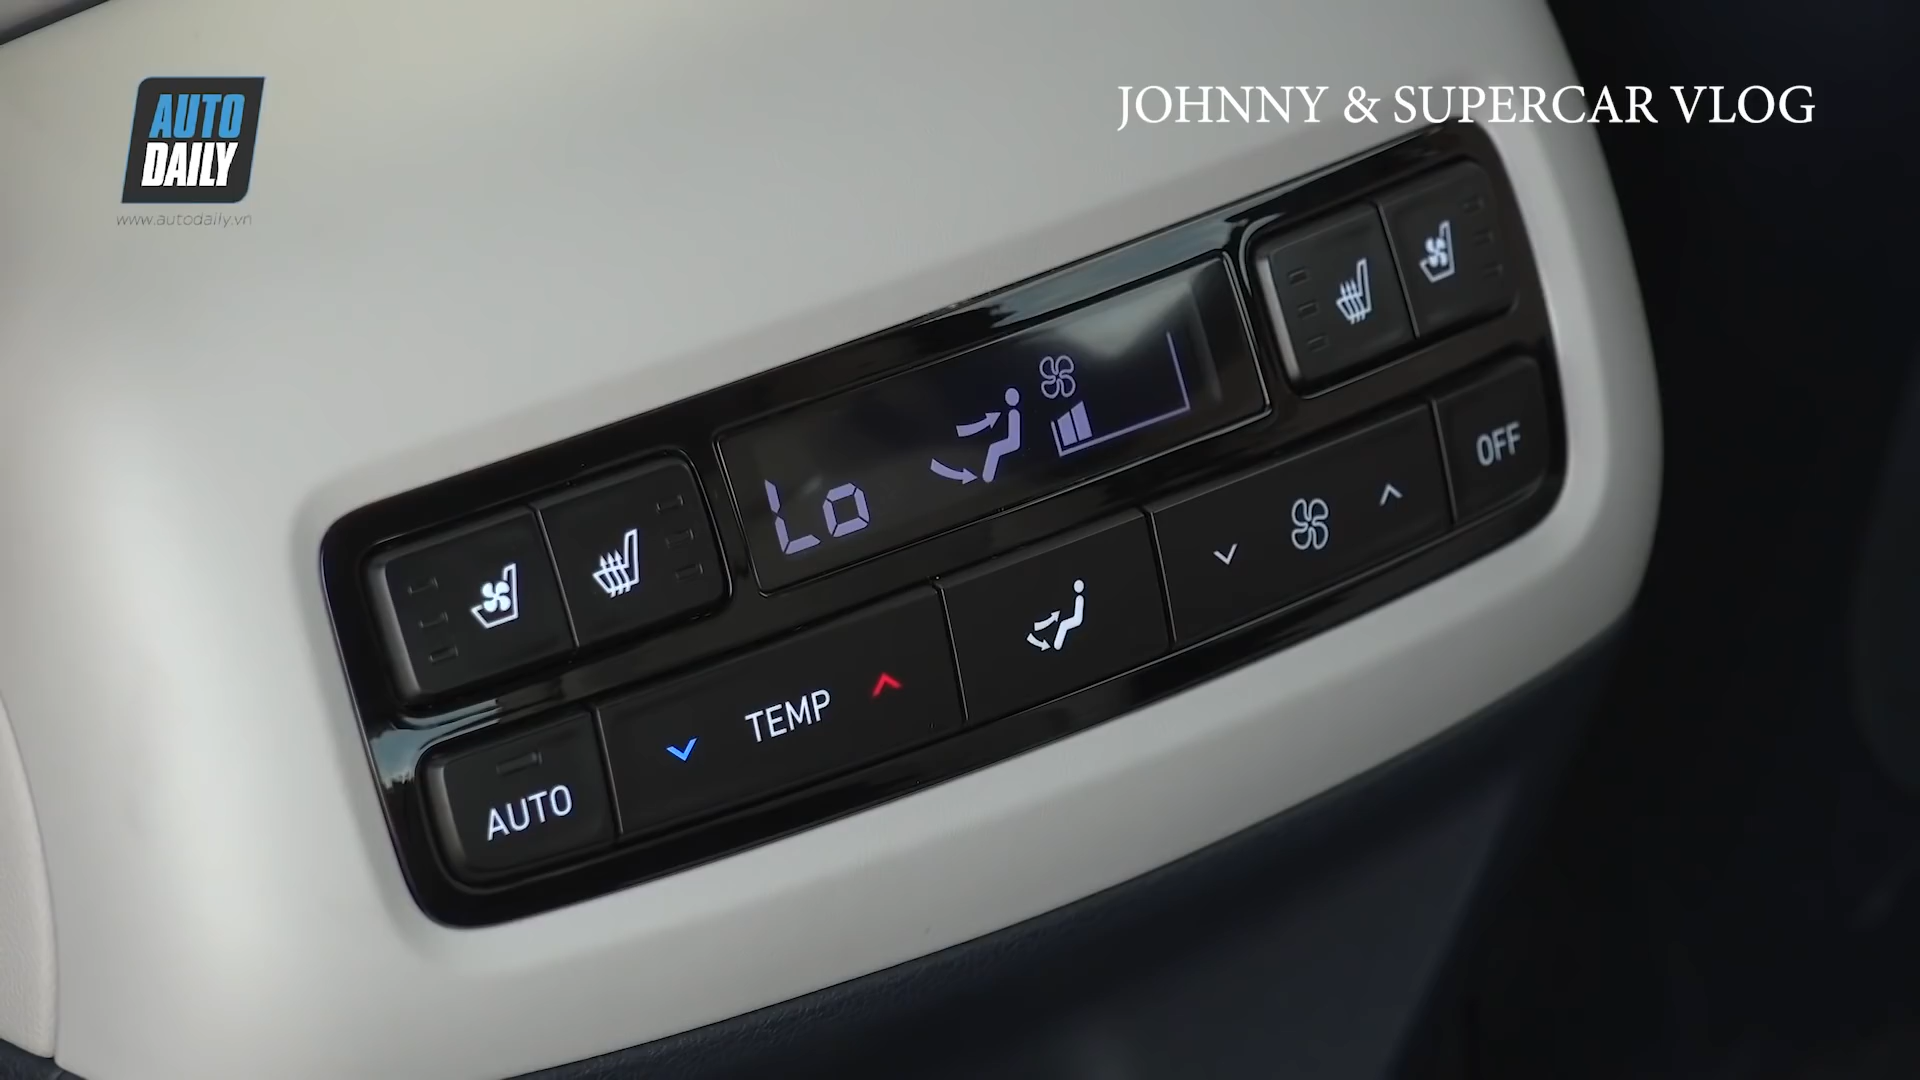 AUTO
DAILY
www.autodaily.vn
JOHNNY & SUPERCAR VLOG
Lo
OFF
TEMP
AUTO